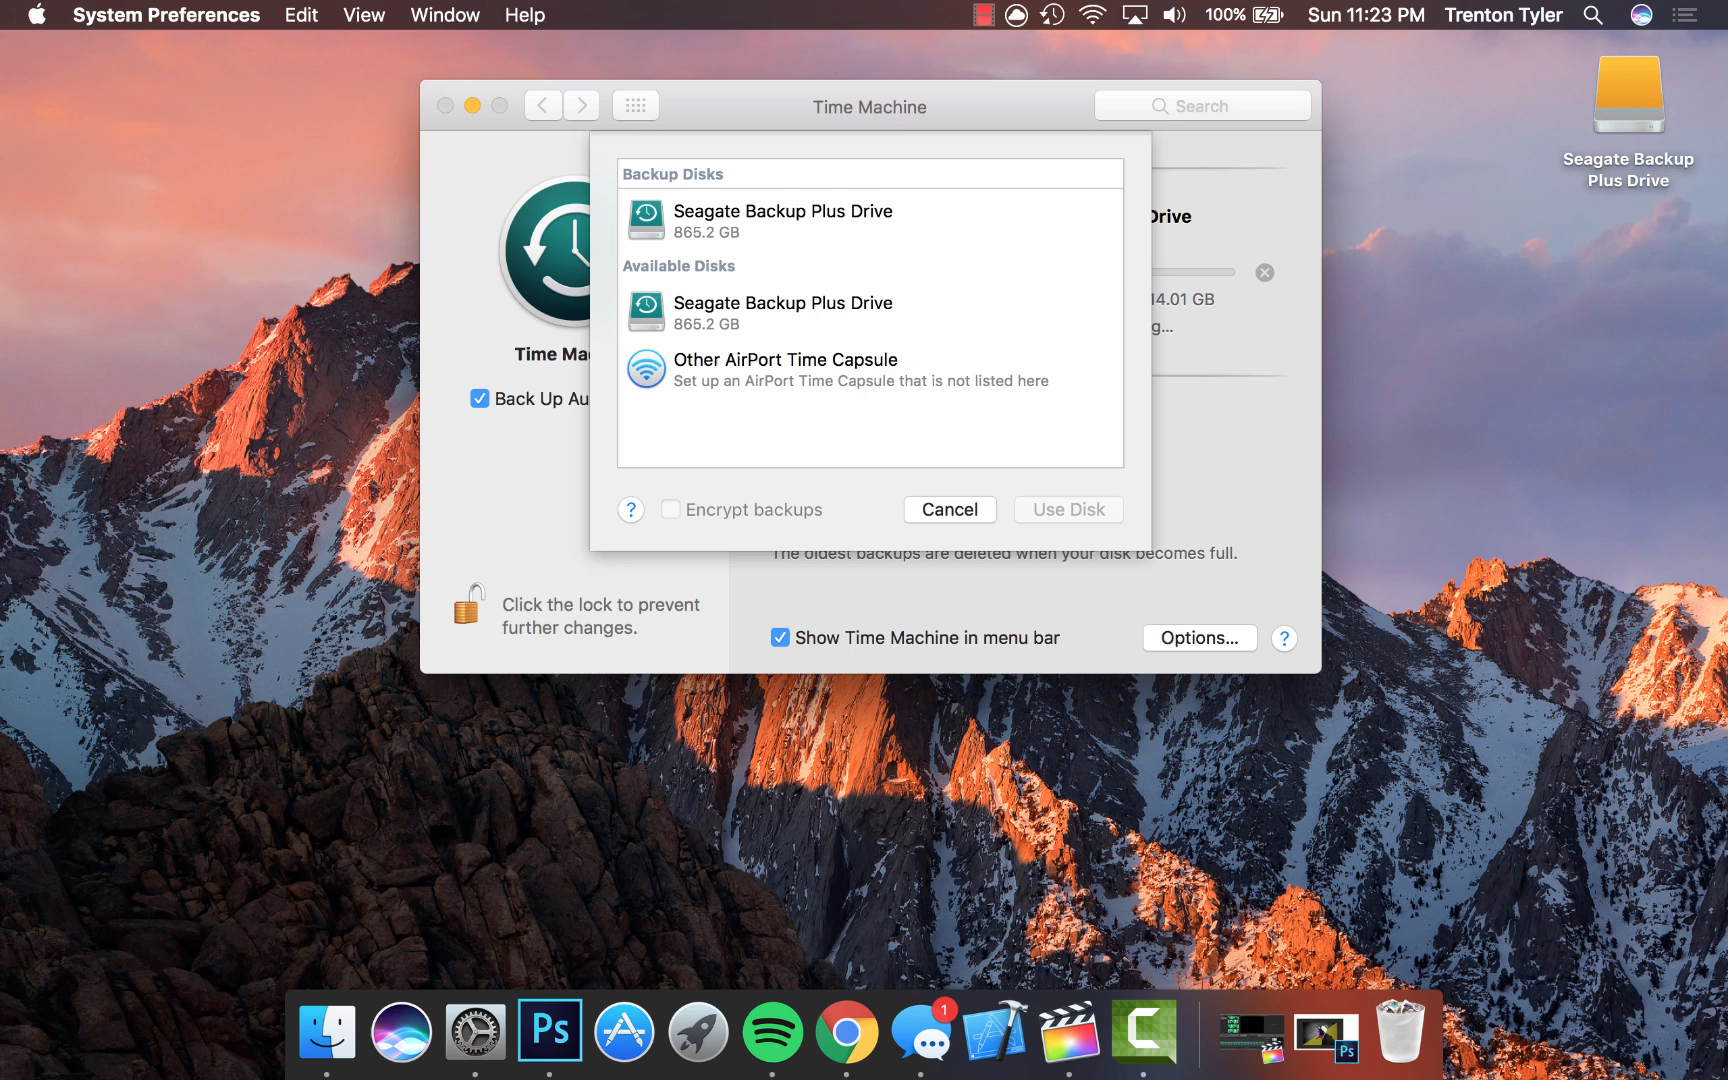 System Preferences Edit View Window Help 100% Sun 11:23 PM Trenton Tyler
Time Machine
Search
Seagate Backup
Plus Drive
Backup Disks
Seagate Backup Plus Drive
865.2 GB
Available Disks
Seagate Backup Plus Drive
865.2 GB
Other AirPort Time Capsule
Set up an AirPort Time Capsule that is not listed here
? Encrypt backups Cancel Use Disk
Drive
14.01 GB
g...
Time Ma
Back Up Au
The oldest backups are deleted when your disk becomes full.
Click the lock to prevent
further changes.
Show Time Machine in menu bar Options... ?
Ps
1
C
Ps